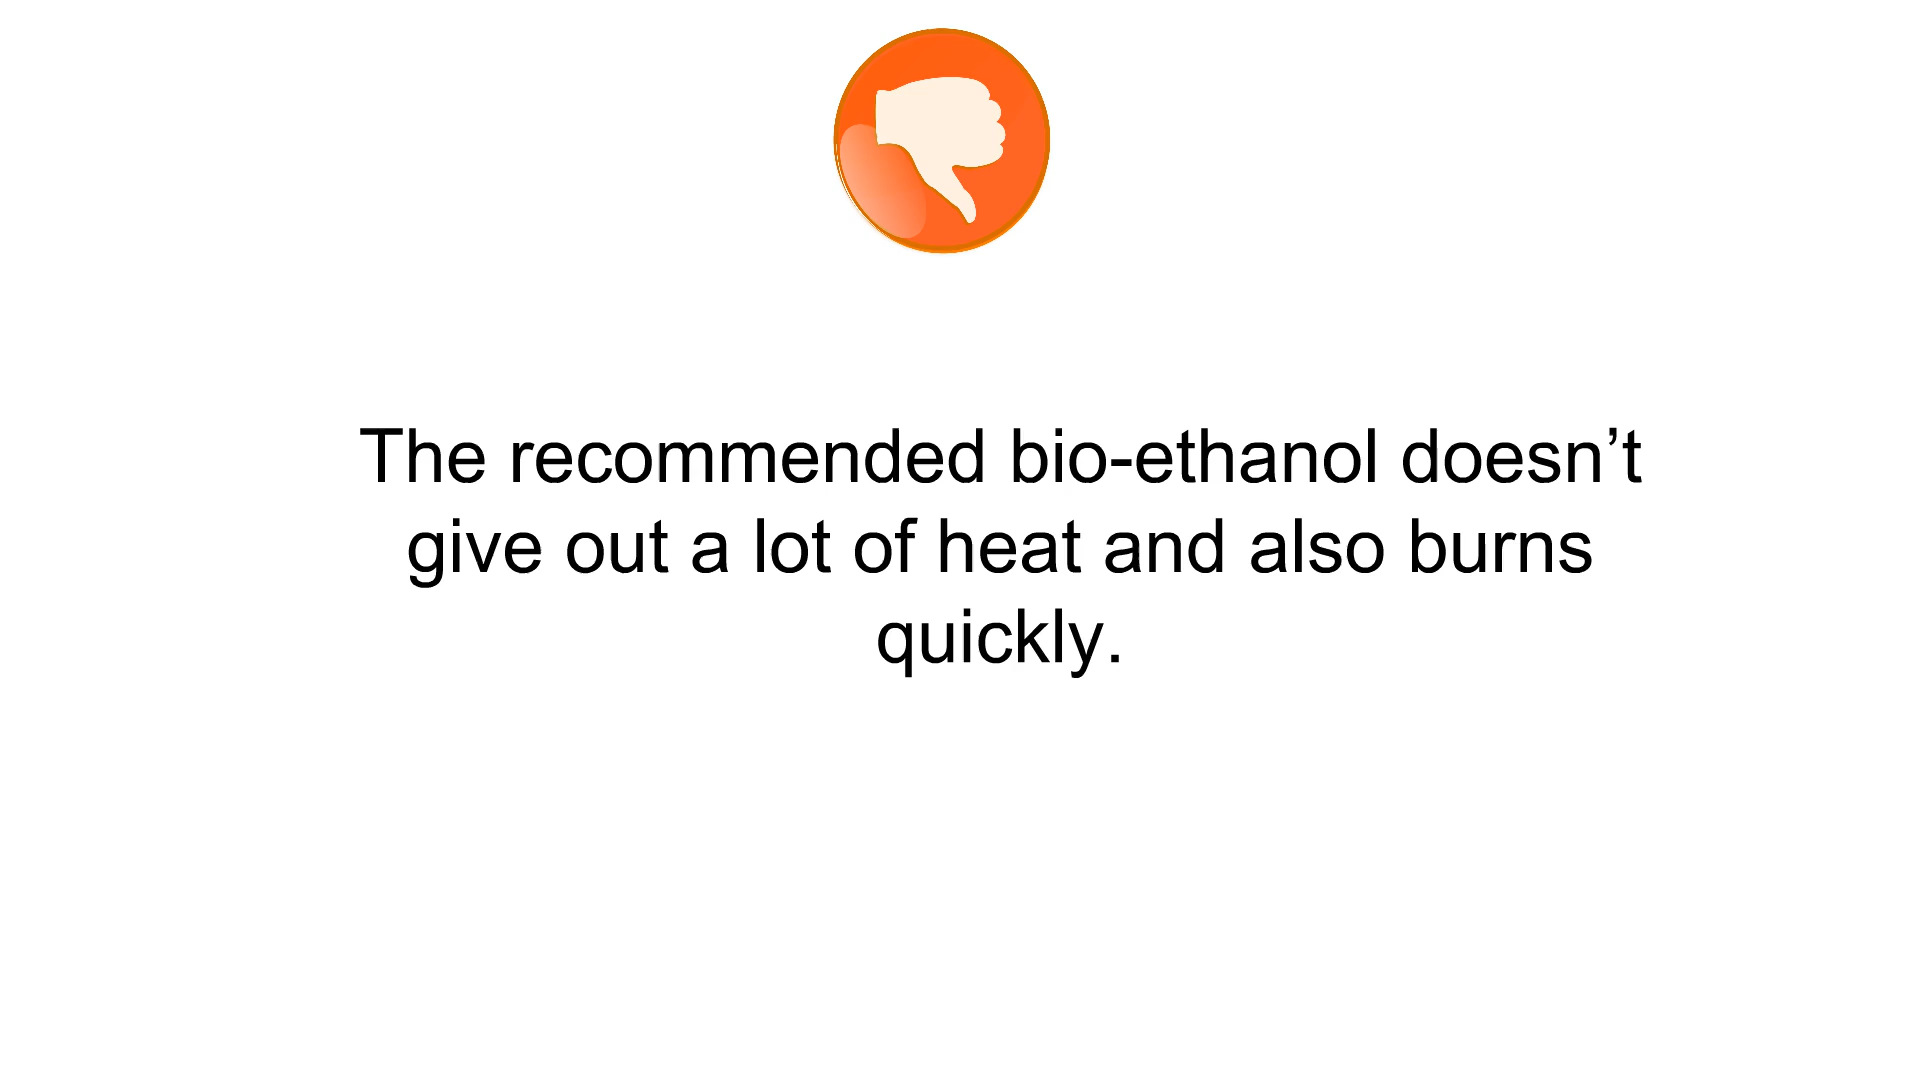 The recommended bio-ethanol doesn’t
give out a lot of heat and also burns
quickly.